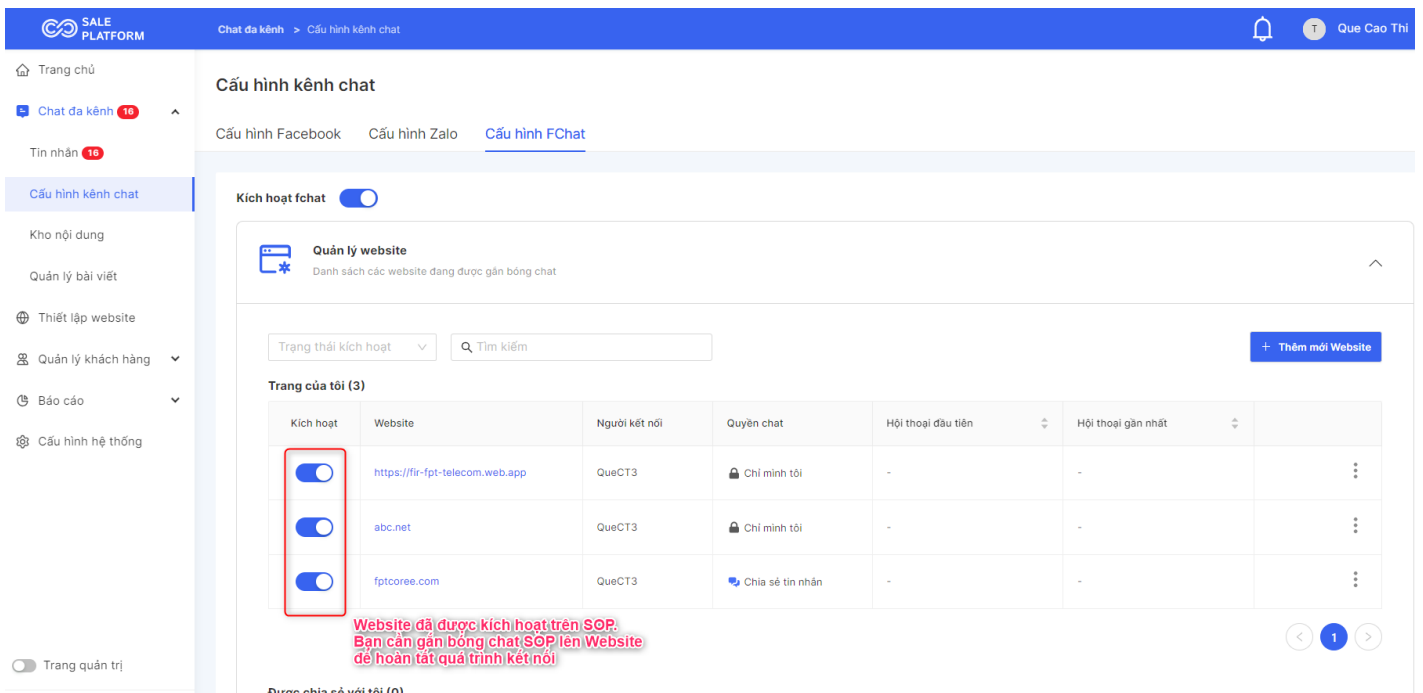 SALE
PLATFORM
Chat đa kênh > Cấu hình kênh chat
T
Que Cao Thi
Trang chủ
Chat đa kênh 16
Tin nhắn 16
Cấu hình kênh chat
Kho nội dung
Quản lý bài viết
Thiết lập website
Quản lý khách hàng
Báo cáo
Cấu hình hệ thống
Trang quản trị
Cấu hình kênh chat
Cấu hình Facebook Cấu hình Zalo Cấu hình FChat
Kích hoạt fchat
Quản lý website
Danh sách các website đang được gắn bóng chat
Trạng thái kích hoạt
Tìm kiếm
+ Thêm mới Website
Trang của tôi (3)
Kích hoạt Website Người kết nối Quyền chat Hội thoại đầu tiên Hội thoại gần nhất
https://fir-fpt-telecom.web.app QueCT3 Chỉ mình tôi - -
abc.net QueCT3 Chỉ mình tôi - -
fptcoree.com QueCT3 Chia sẻ tin nhắn - -
Website đã được kích hoạt trên SOP.
Bạn cần gắn bóng chat SOP lên Website
để hoàn tất quá trình kết nối
< 1 >
Được chia sẻ với tôi (0)